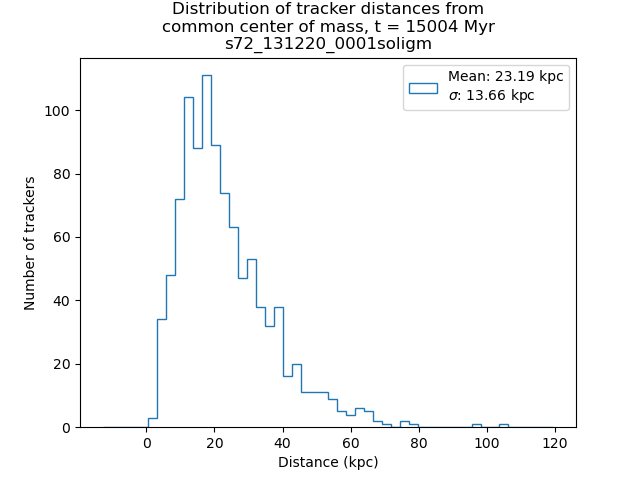 Distribution of tracker distances from
common center of mass, t = 15004 Myr
s72_131220_0001soligm
Mean: 23.19 kpc
σ: 13.66 kpc
Number of trackers
100
80
60
40
20
0
0 20 40 60 80 100 120
Distance (kpc)